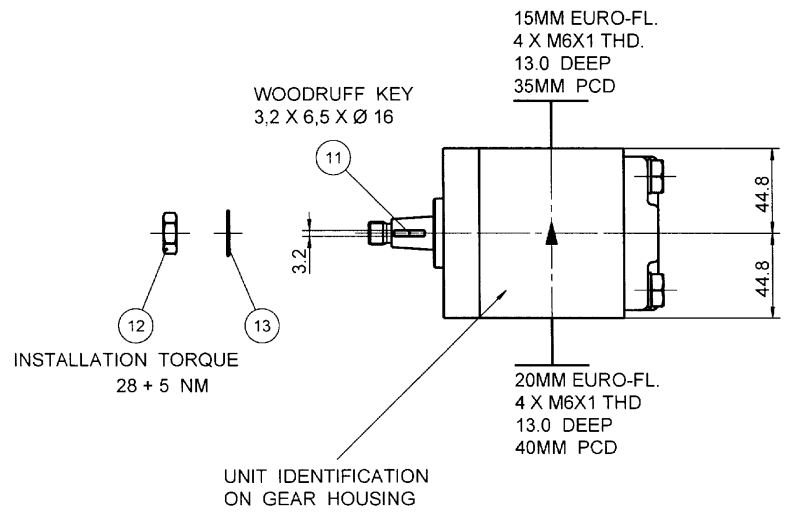 15MM EURO-FL.
4 X M6X1 THD.
13.0 DEEP
35MM PCD
WOODRUFF KEY
3,2 X 6,5 X Ø 16
11
44.8
3.2
44.8
12
13
INSTALLATION TORQUE
28 + 5 NM
20MM EURO-FL.
4 X M6X1 THD
13.0 DEEP
40MM PCD
UNIT IDENTIFICATION
ON GEAR HOUSING